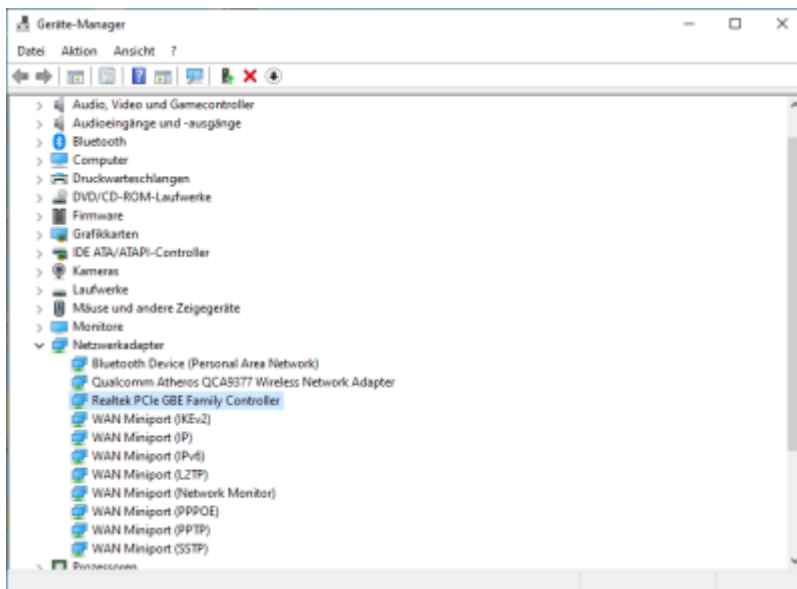 Geräte-Manager
Datei Aktion Ansicht ?
Audio, Video und Gamecontroller
Audioeingänge und -ausgänge
Bluetooth
Computer
Druckwarteschlangen
DVD/CD-ROM-Laufwerke
Firmware
Grafikkarten
IDE ATA/ATAPI-Controller
Kameras
Laufwerke
Mäuse und andere Zeigegeräte
Monitore
Netzwerkadapter
Bluetooth Device (Personal Area Network)
Qualcomm Atheros QCA9377 Wireless Network Adapter
Realtek PCIe GBE Family Controller
WAN Miniport (IKEv2)
WAN Miniport (IP)
WAN Miniport (IPv6)
WAN Miniport (L2TP)
WAN Miniport (Network Monitor)
WAN Miniport (PPPOE)
WAN Miniport (PPTP)
WAN Miniport (SSTP)
Prozessoren